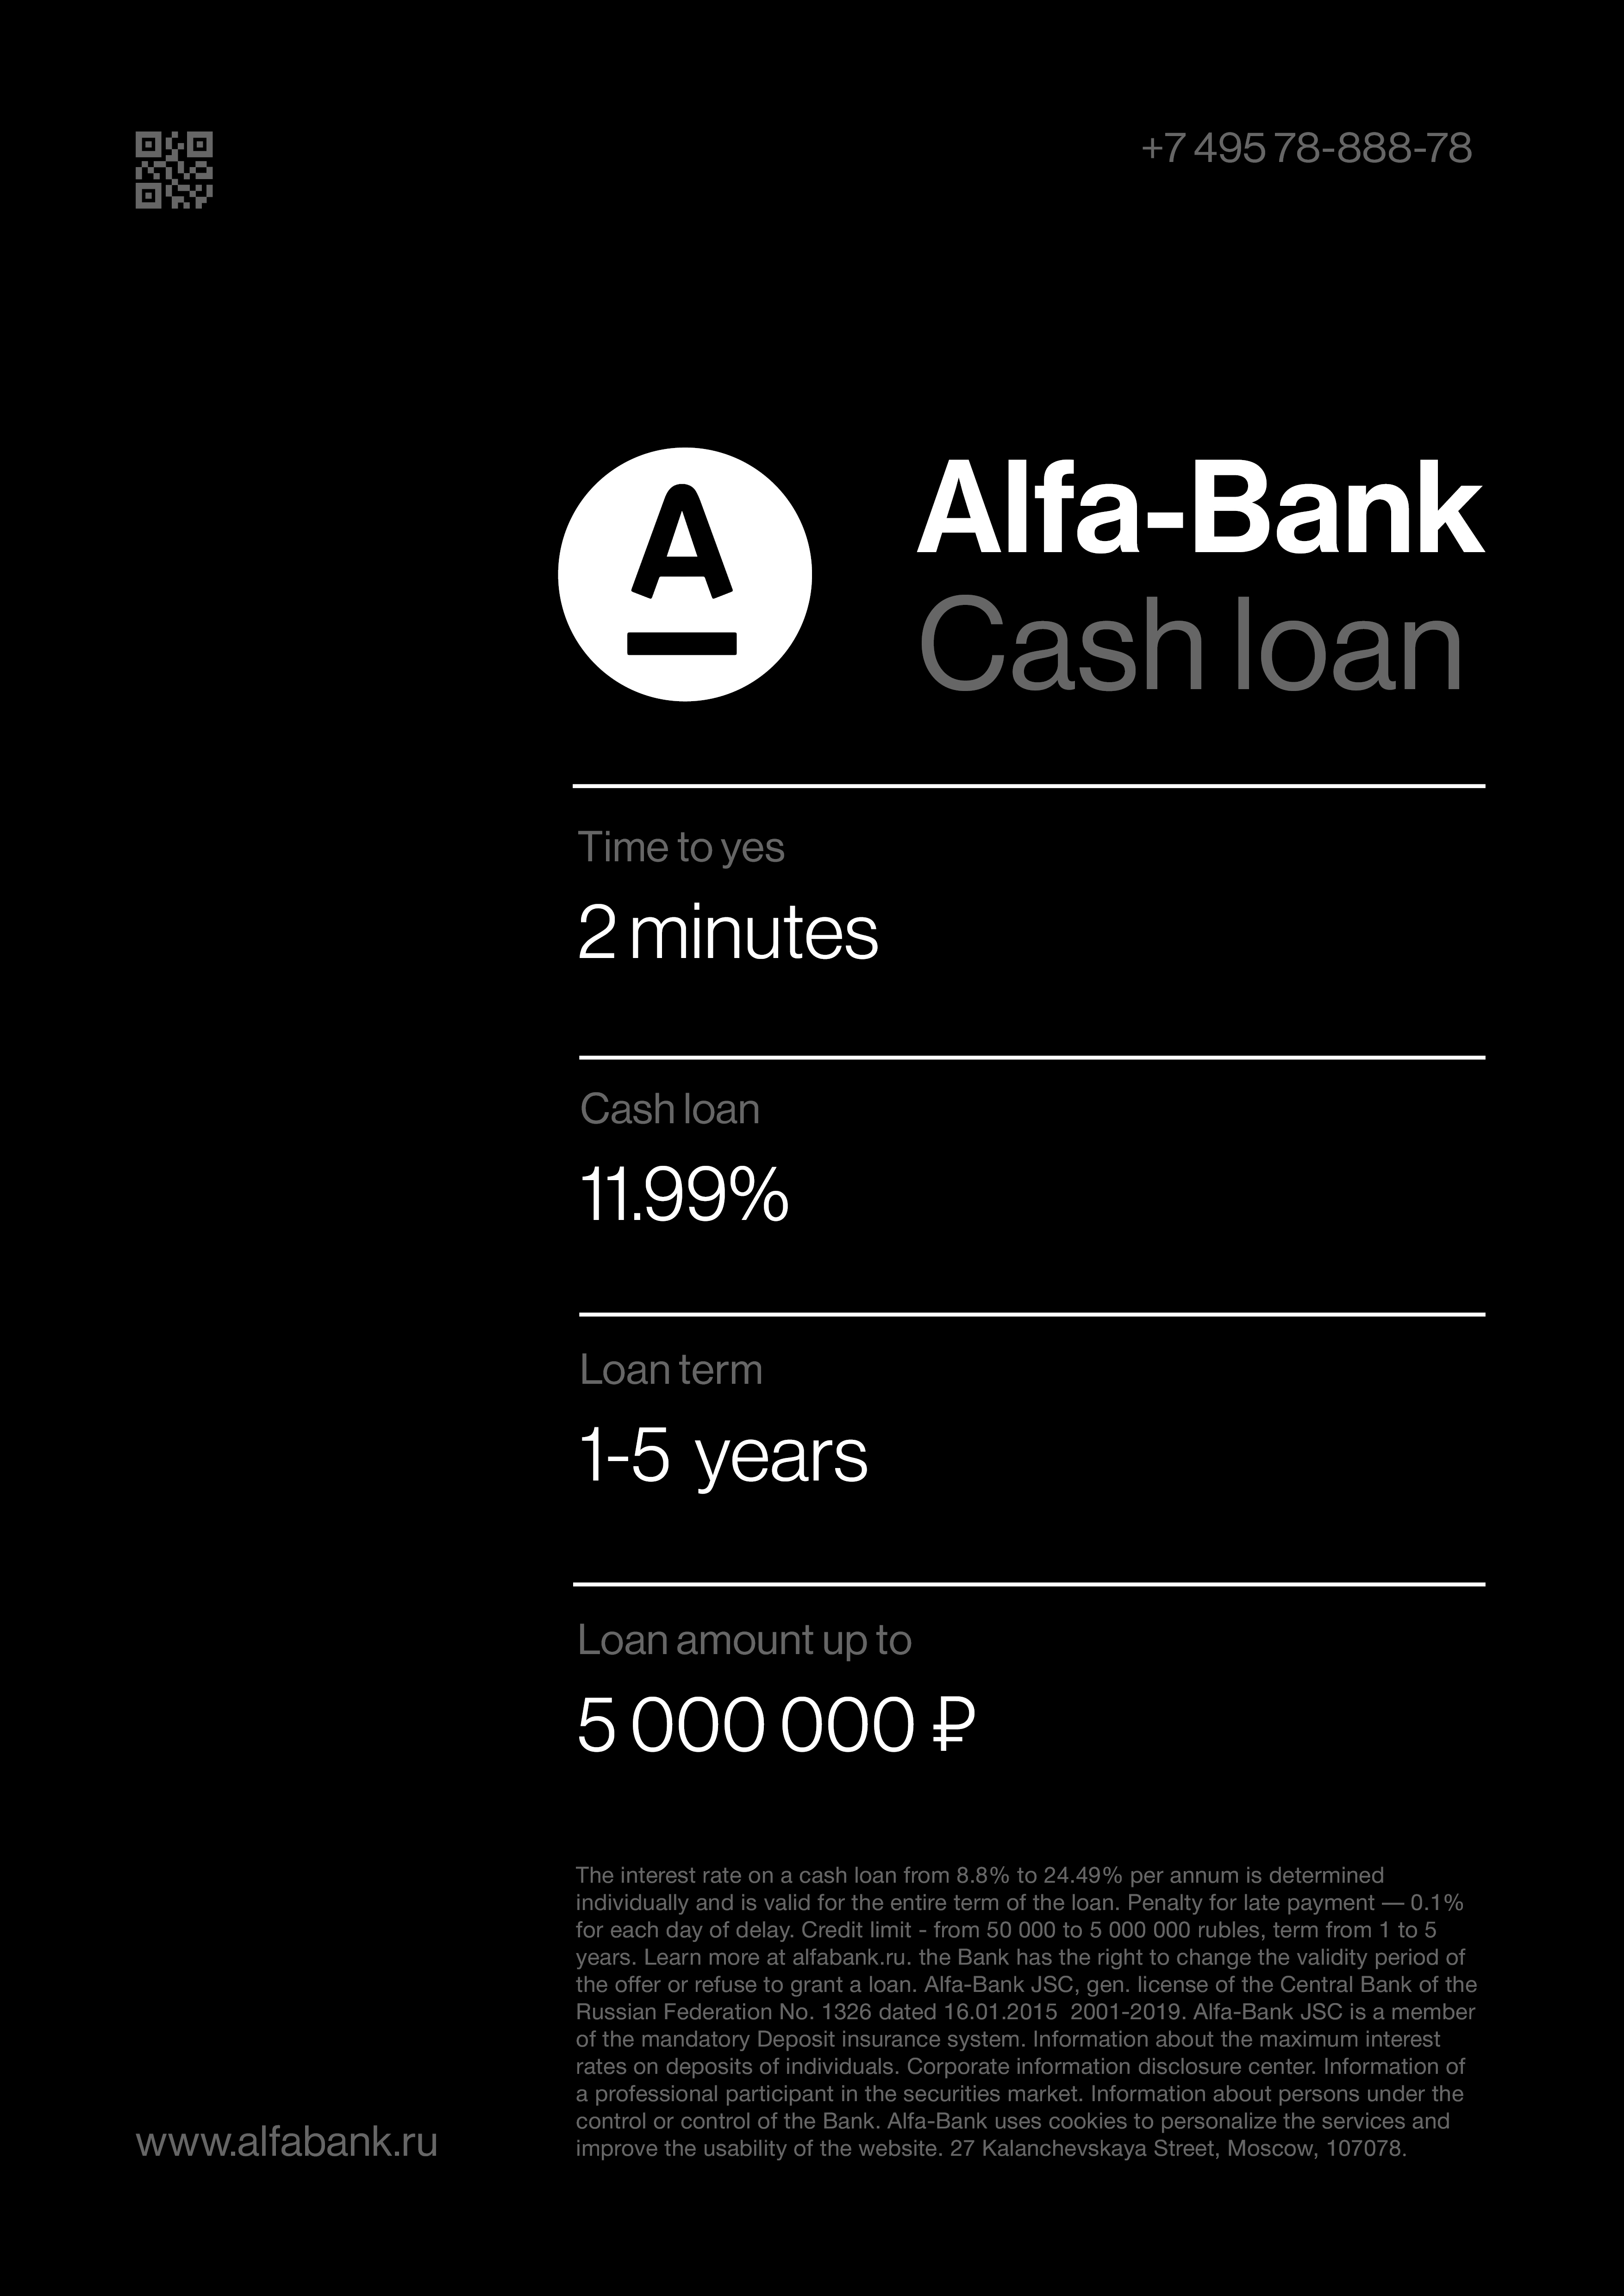 +7 495 78-888-78
A
Alfa-Bank
Cash loan
Time to yes
2 minutes
Cash loan
11.99%
Loan term
1-5 years
Loan amount up to
5 000 000 ₽
The interest rate on a cash loan from 8.8% to 24.49% per annum is determined
individually and is valid for the entire term of the loan. Penalty for late payment — 0.1%
for each day of delay. Credit limit - from 50 000 to 5 000 000 rubles, term from 1 to 5
years. Learn more at alfabank.ru. the Bank has the right to change the validity period of
the offer or refuse to grant a loan. Alfa-Bank JSC, gen. license of the Central Bank of the
Russian Federation No. 1326 dated 16.01.2015  2001-2019. Alfa-Bank JSC is a member
of the mandatory Deposit insurance system. Information about the maximum interest
rates on deposits of individuals. Corporate information disclosure center. Information of
a professional participant in the securities market. Information about persons under the
control or control of the Bank. Alfa-Bank uses cookies to personalize the services and
improve the usability of the website. 27 Kalanchevskaya Street, Moscow, 107078.
www.alfabank.ru